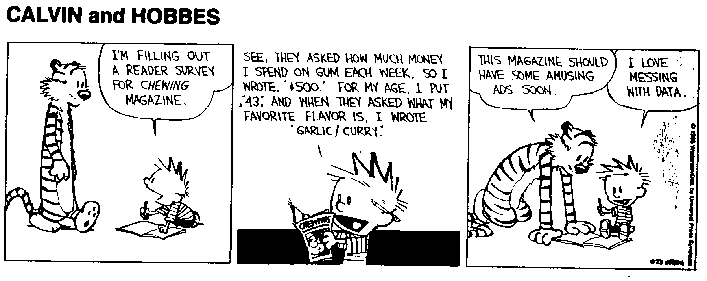 CALVIN and HOBBES
I'M FILLING OUT
A READER SURVEY
FOR CHEWING
MAGAZINE.
SEE, THEY ASKED HOW MUCH MONEY
I SPEND ON GUM EACH WEEK, SO I
WROTE, "$500." FOR MY AGE, I PUT
"43," AND WHEN THEY ASKED WHAT MY
FAVORITE FLAVOR IS, I WROTE
"GARLIC/CURRY."
CHEWING
THIS MAGAZINE SHOULD
HAVE SOME AMUSING
ADS SOON.
I LOVE
MESSING
WITH DATA.